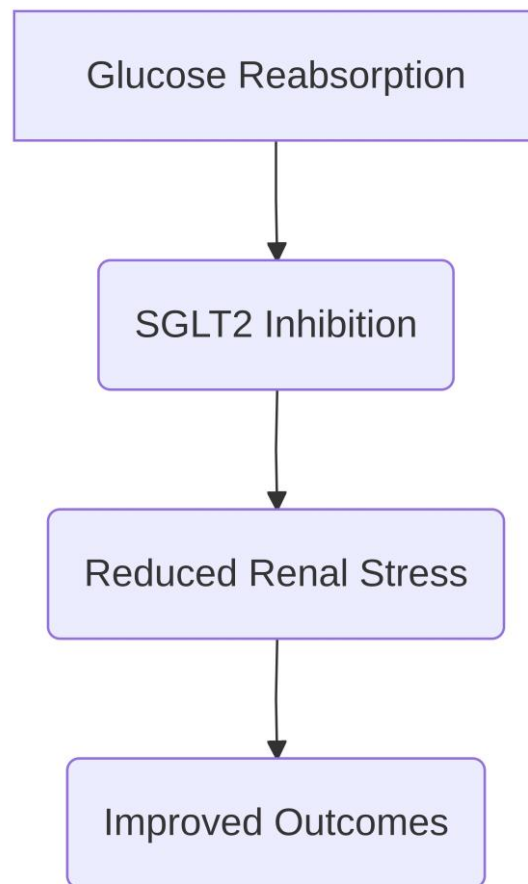 Glucose Reabsorption
SGLT2 Inhibition
Reduced Renal Stress
Improved Outcomes